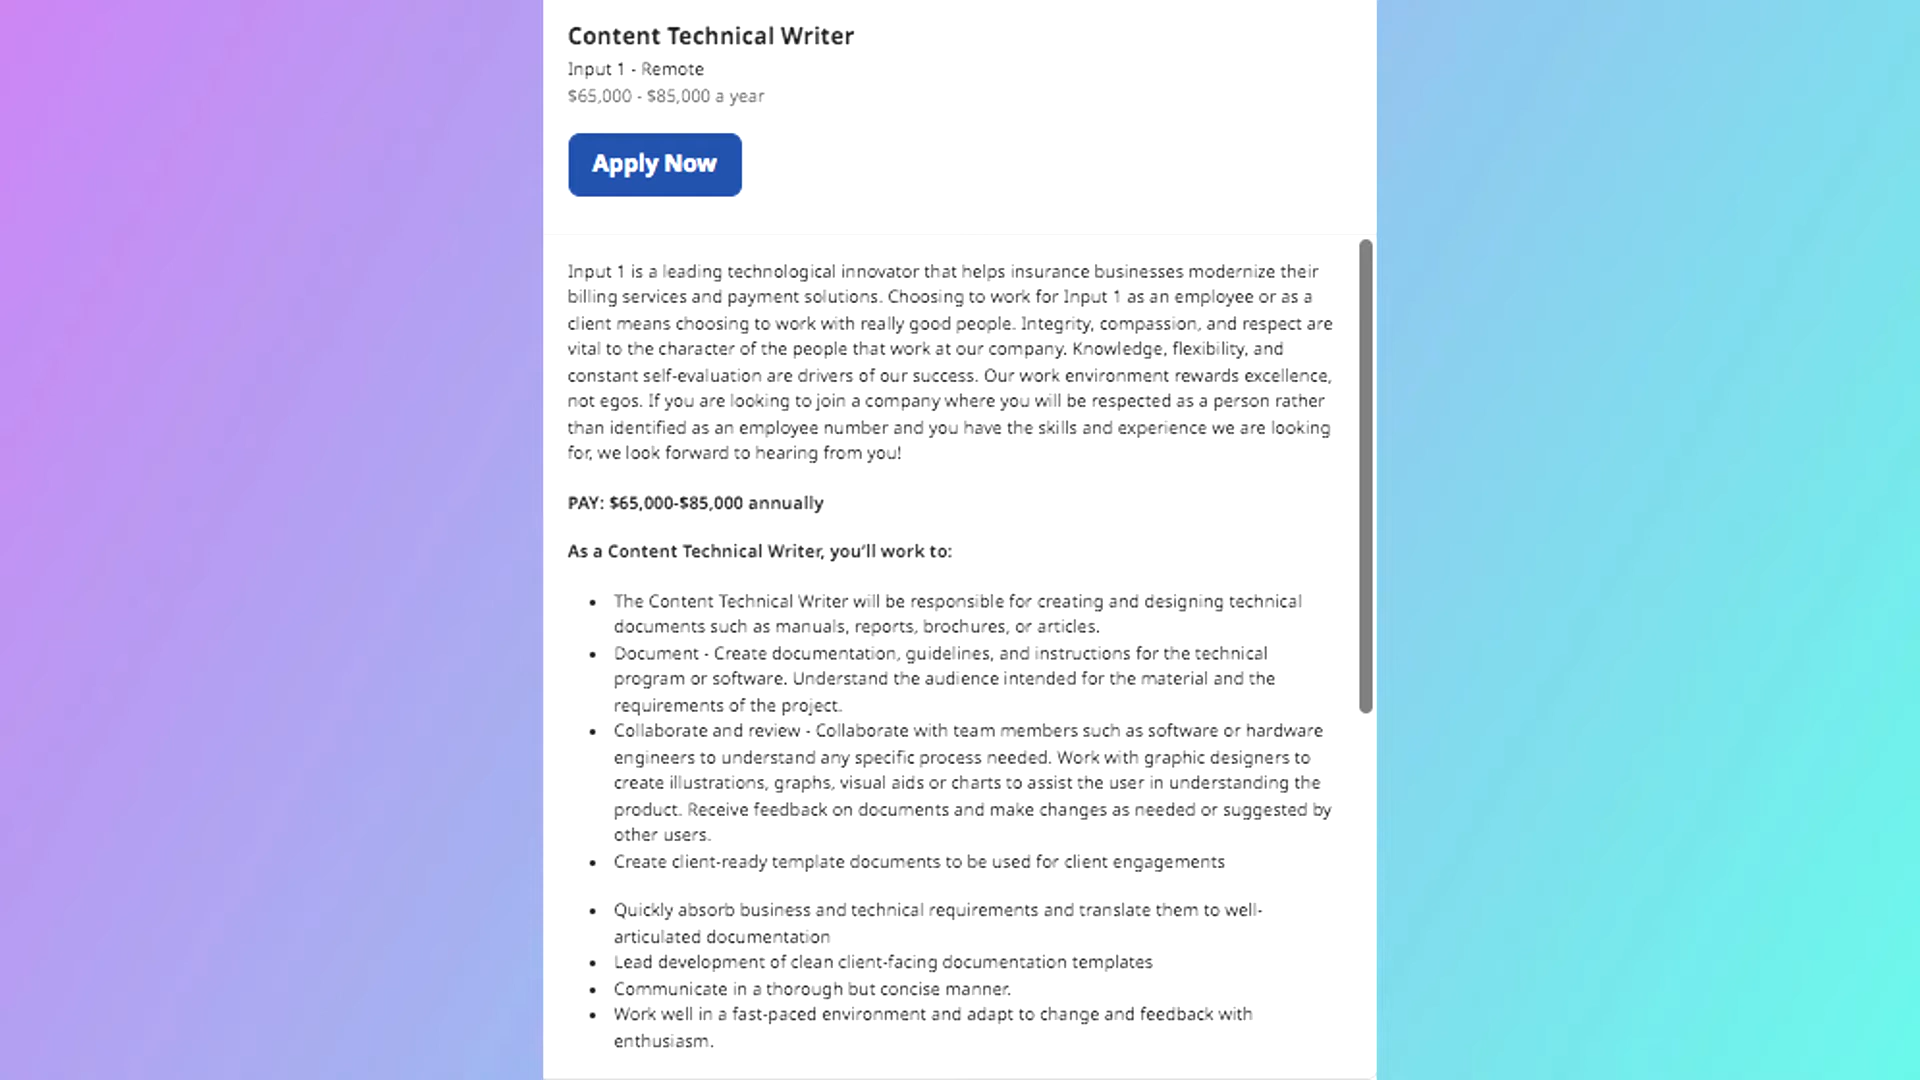 Content Technical Writer
Input 1 - Remote
$65,000 - $85,000 a year
Apply Now
Input 1 is a leading technological innovator that helps insurance businesses modernize their
billing services and payment solutions. Choosing to work for Input 1 as an employee or as a
client means choosing to work with really good people. Integrity, compassion, and respect are
vital to the character of the people that work at our company. Knowledge, flexibility, and
constant self-evaluation are drivers of our success. Our work environment rewards excellence,
not egos. If you are looking to join a company where you will be respected as a person rather
than identified as an employee number and you have the skills and experience we are looking
for, we look forward to hearing from you!
PAY: $65,000-$85,000 annually
As a Content Technical Writer, you’ll work to:
• The Content Technical Writer will be responsible for creating and designing technical
documents such as manuals, reports, brochures, or articles.
• Document - Create documentation, guidelines, and instructions for the technical
program or software. Understand the audience intended for the material and the
requirements of the project.
• Collaborate and review - Collaborate with team members such as software or hardware
engineers to understand any specific process needed. Work with graphic designers to
create illustrations, graphs, visual aids or charts to assist the user in understanding the
product. Receive feedback on documents and make changes as needed or suggested by
other users.
• Create client-ready template documents to be used for client engagements
• Quickly absorb business and technical requirements and translate them to well-
articulated documentation
• Lead development of clean client-facing documentation templates
• Communicate in a thorough but concise manner.
• Work well in a fast-paced environment and adapt to change and feedback with
enthusiasm.